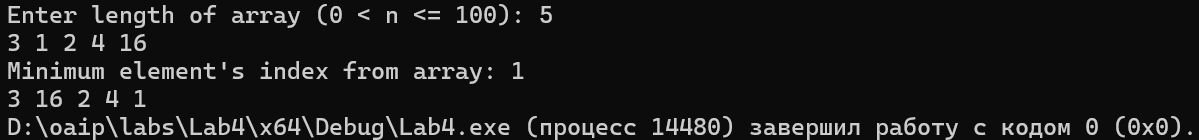 Enter length of array (0 < n <= 100): 5
3 1 2 4 16
Minimum element's index from array: 1
3 16 2 4 1
D:\oaip\labs\Lab4\x64\Debug\Lab4.exe (процесс 14480) завершил работу с кодом 0 (0x0).